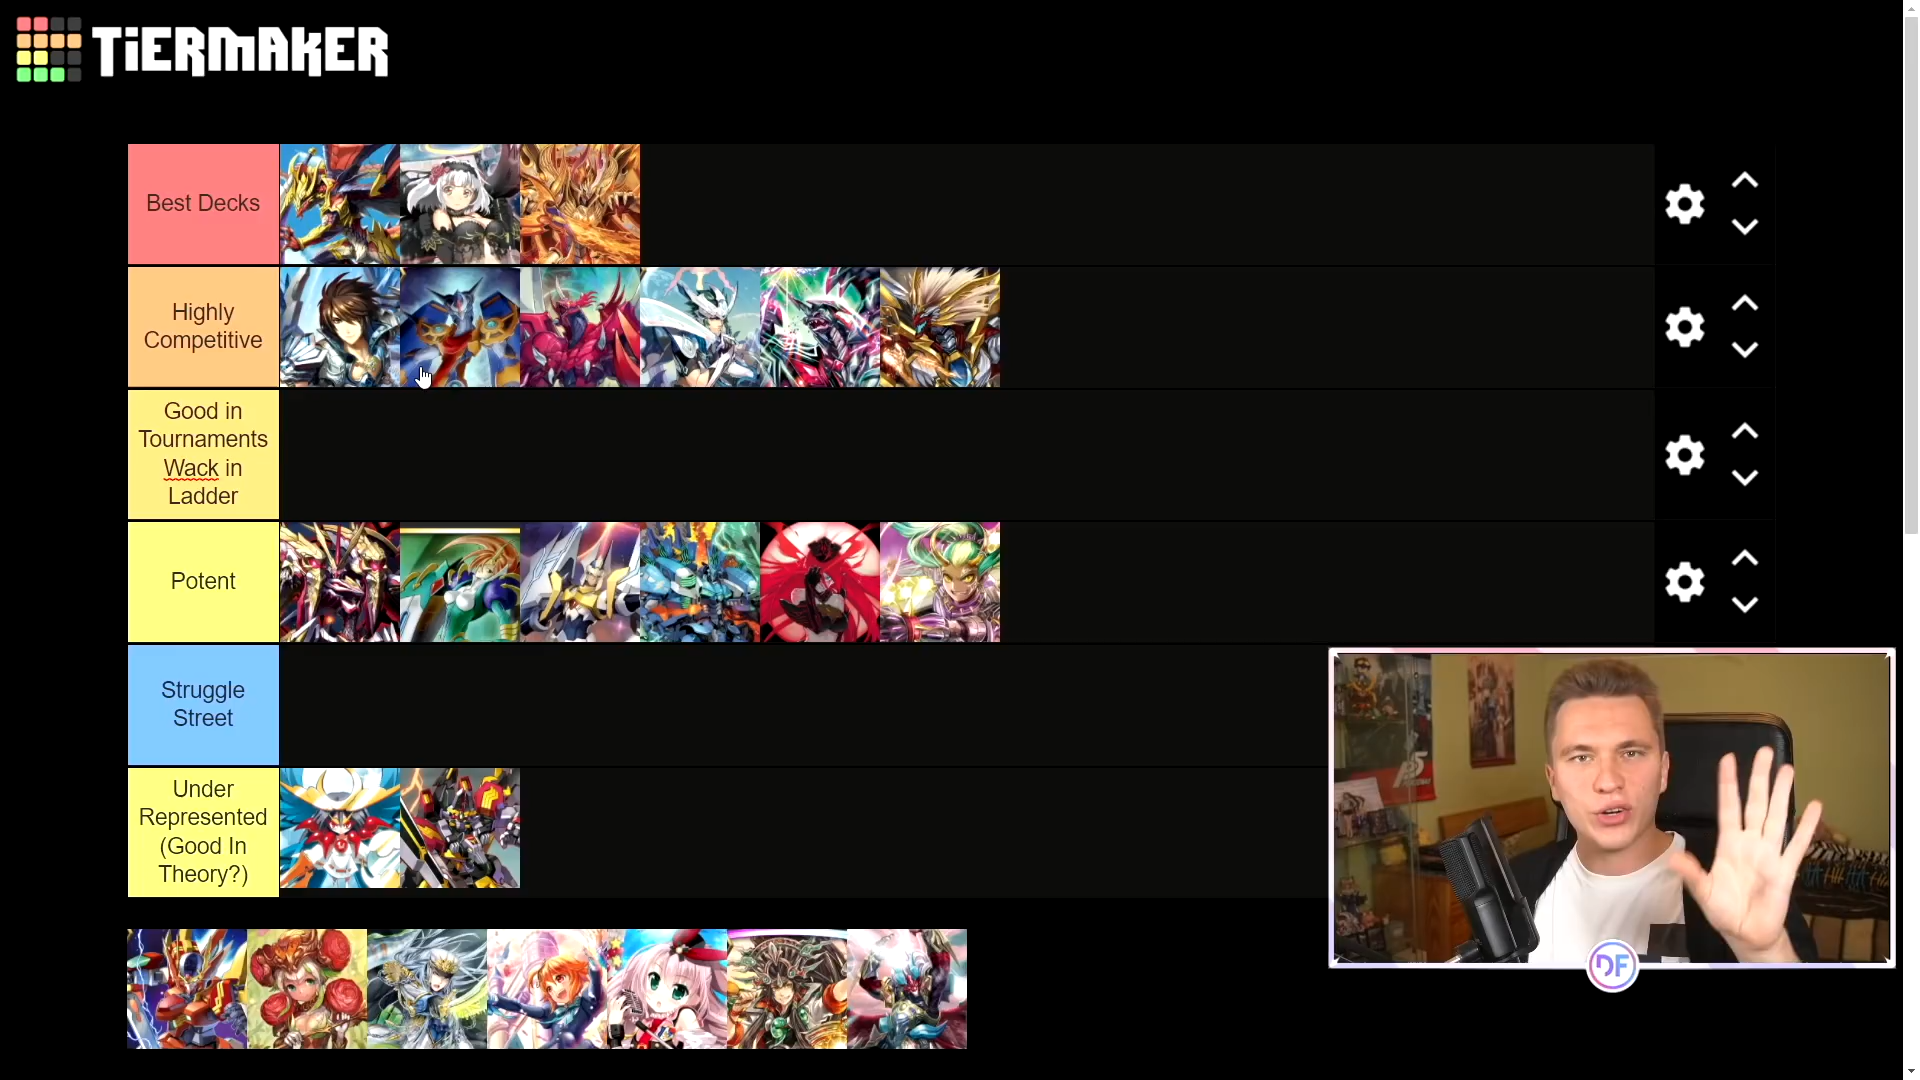 TiERMAKER
Best Decks
Highly
Competitive
Good in
Tournaments
Wack in
Ladder
Potent
Struggle
Street
Under
Represented
(Good In
Theory?)
DF